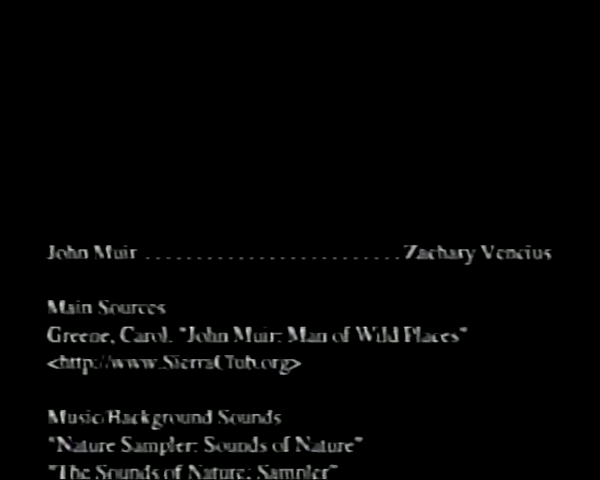 John Muir . . . . . . . . . . . . . . . . . . . . . . . . . Zachary Vencius
Main Sources
Greene, Carol. "John Muir: Man of Wild Places"
<http://www.SierraClub.org>
Music/Background Sounds
"Nature Sampler: Sounds of Nature"
"The Sounds of Nature: Sampler"